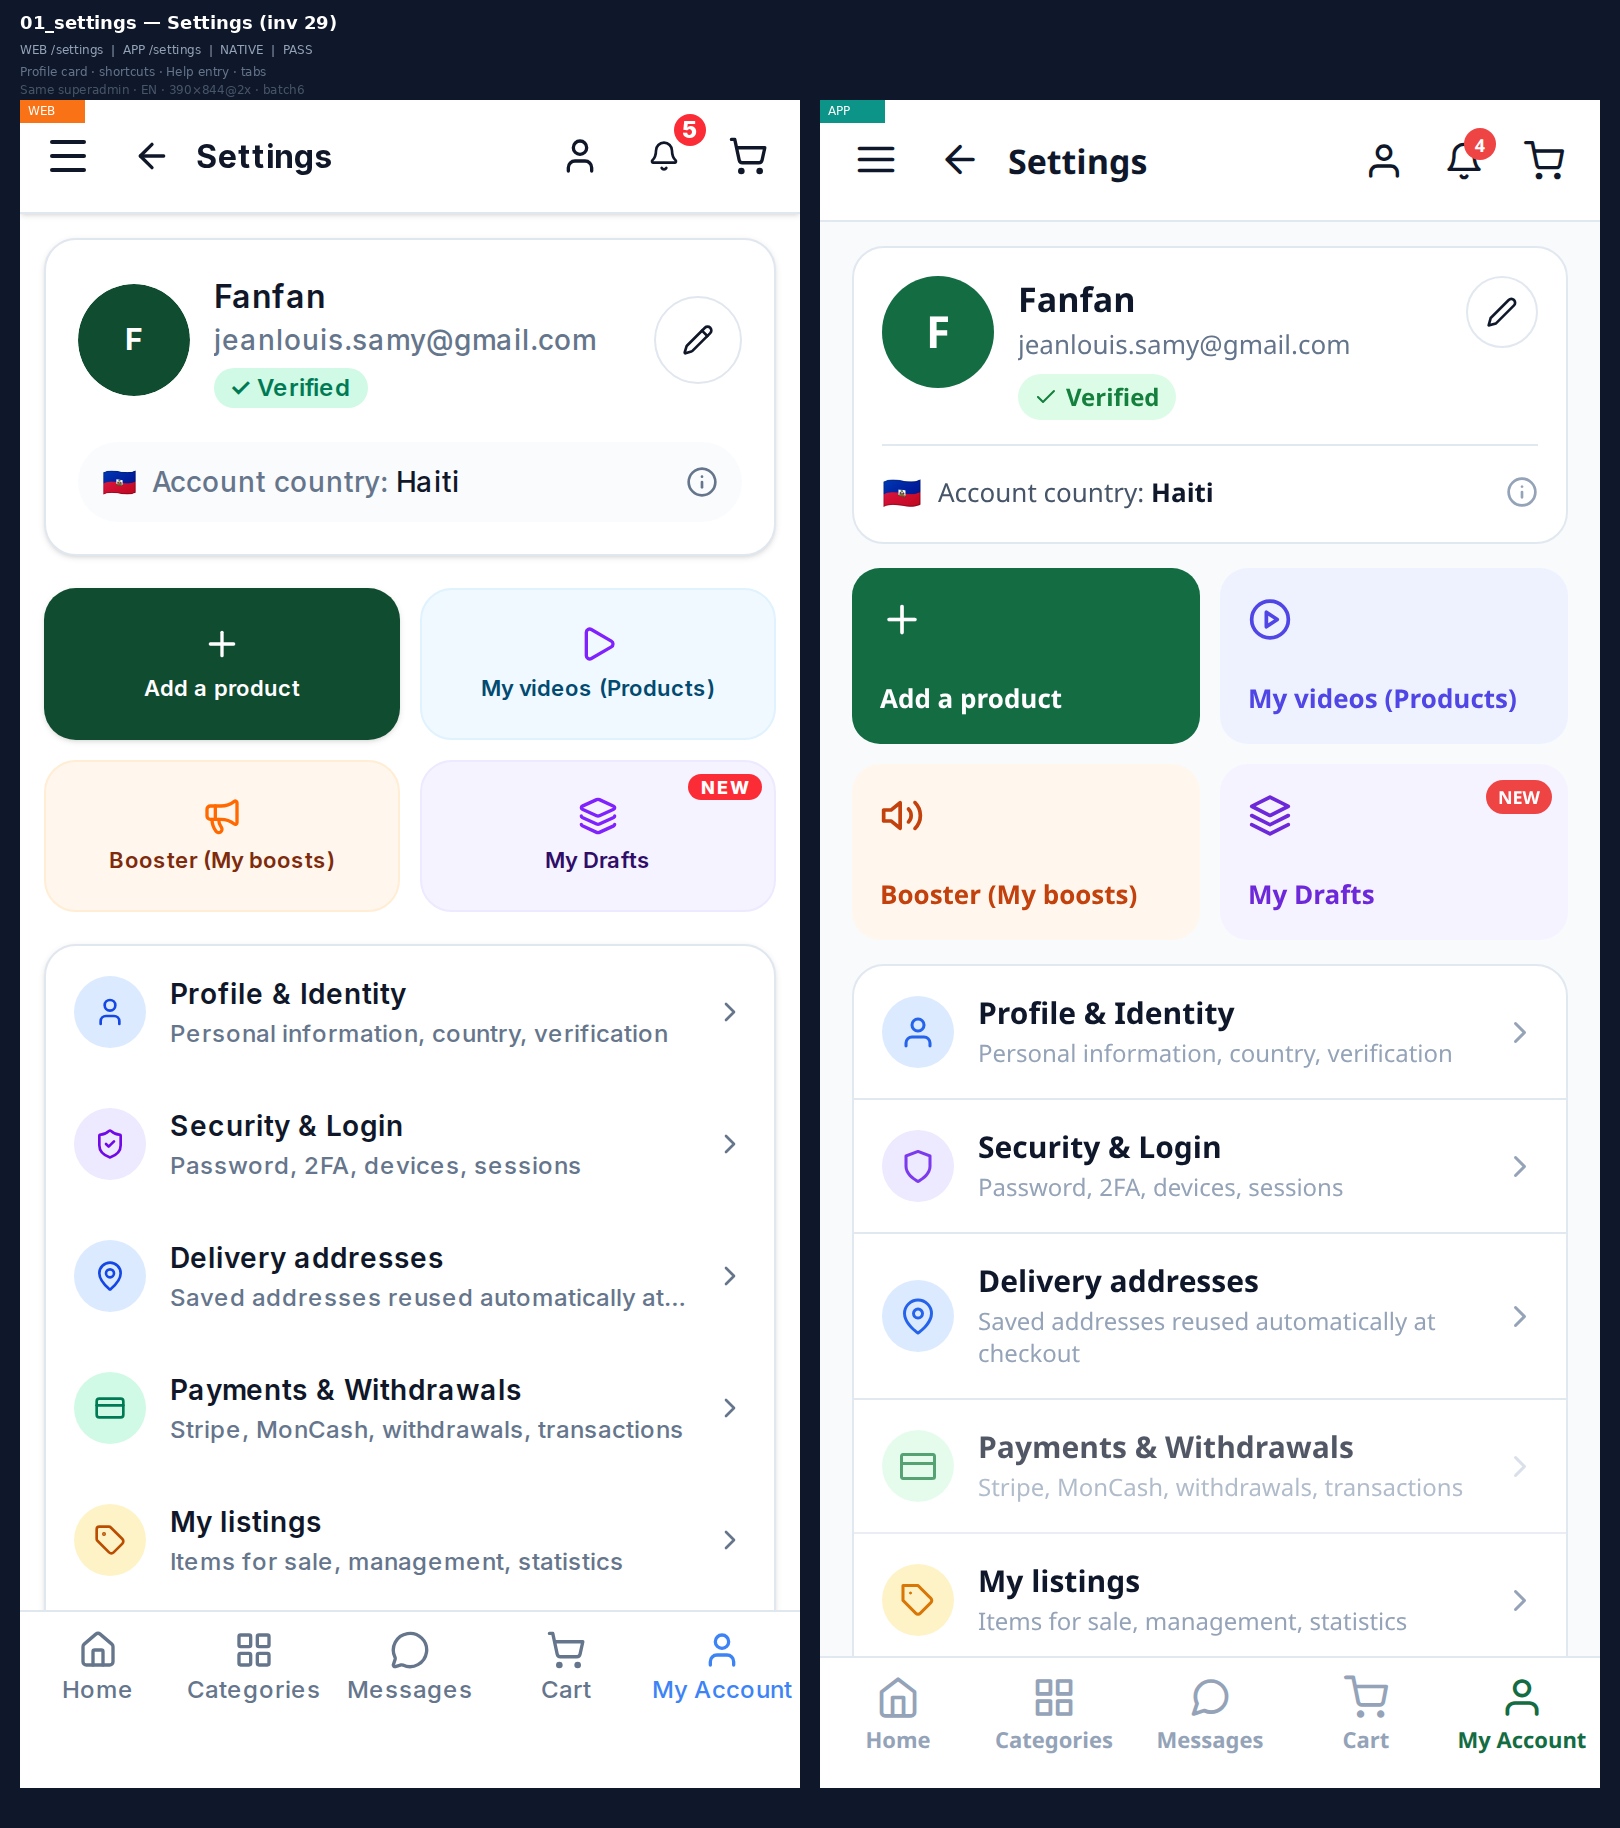 01_settings — Settings (inv 29)
WEB /settings | APP /settings | NATIVE | PASS
Profile card · shortcuts · Help entry · tabs
Same superadmin · EN · 390×844@2x · batch6
WEB
Settings
5
F
Fanfan
jeanlouis.samy@gmail.com
✓ Verified
Account country: Haiti
Add a product
My videos (Products)
Booster (My boosts)
NEW
My Drafts
Profile & Identity
Personal information, country, verification
Security & Login
Password, 2FA, devices, sessions
Delivery addresses
Saved addresses reused automatically at...
Payments & Withdrawals
Stripe, MonCash, withdrawals, transactions
My listings
Items for sale, management, statistics
Home
Categories
Messages
Cart
My Account
APP
Settings
4
F
Fanfan
jeanlouis.samy@gmail.com
✓ Verified
Account country: Haiti
Add a product
My videos (Products)
Booster (My boosts)
NEW
My Drafts
Profile & Identity
Personal information, country, verification
Security & Login
Password, 2FA, devices, sessions
Delivery addresses
Saved addresses reused automatically at
checkout
Payments & Withdrawals
Stripe, MonCash, withdrawals, transactions
My listings
Items for sale, management, statistics
Home
Categories
Messages
Cart
My Account